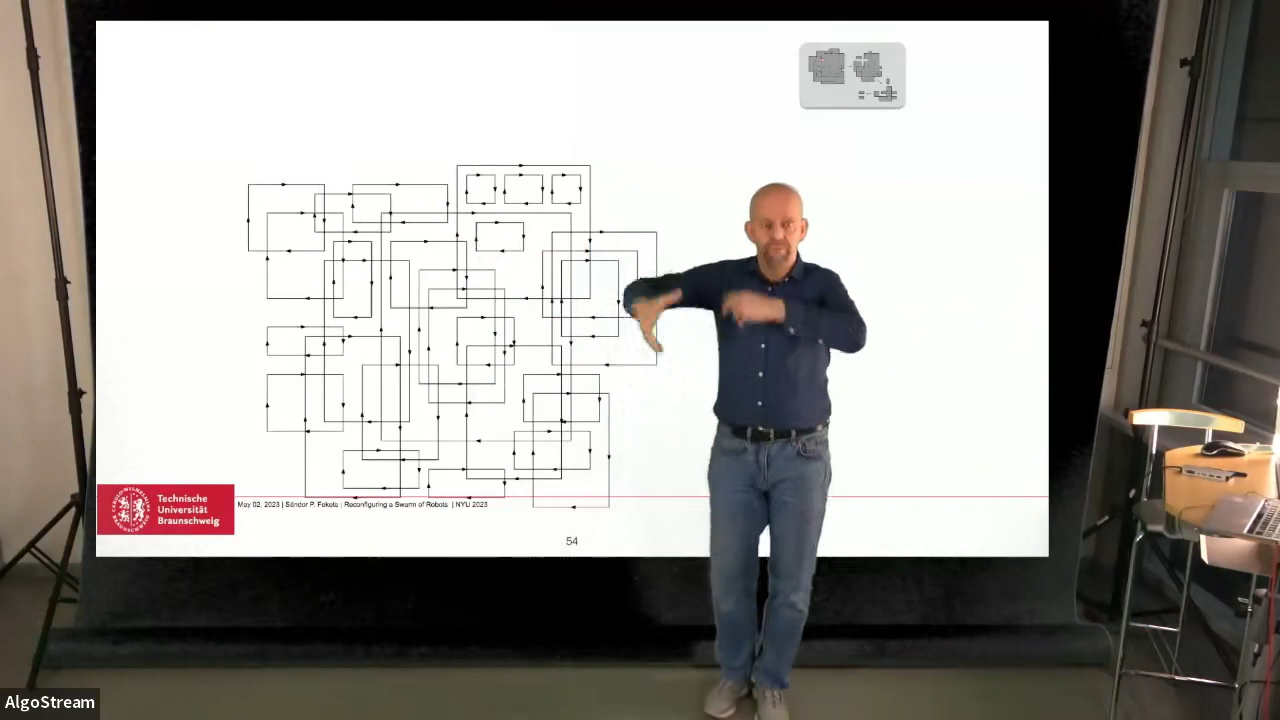 Technische
Universität
Braunschweig
May 02, 2023 | Sándor P. Fekete | Reconfiguring a Swarm of Robots | NYU 2023
54
AlgoStream